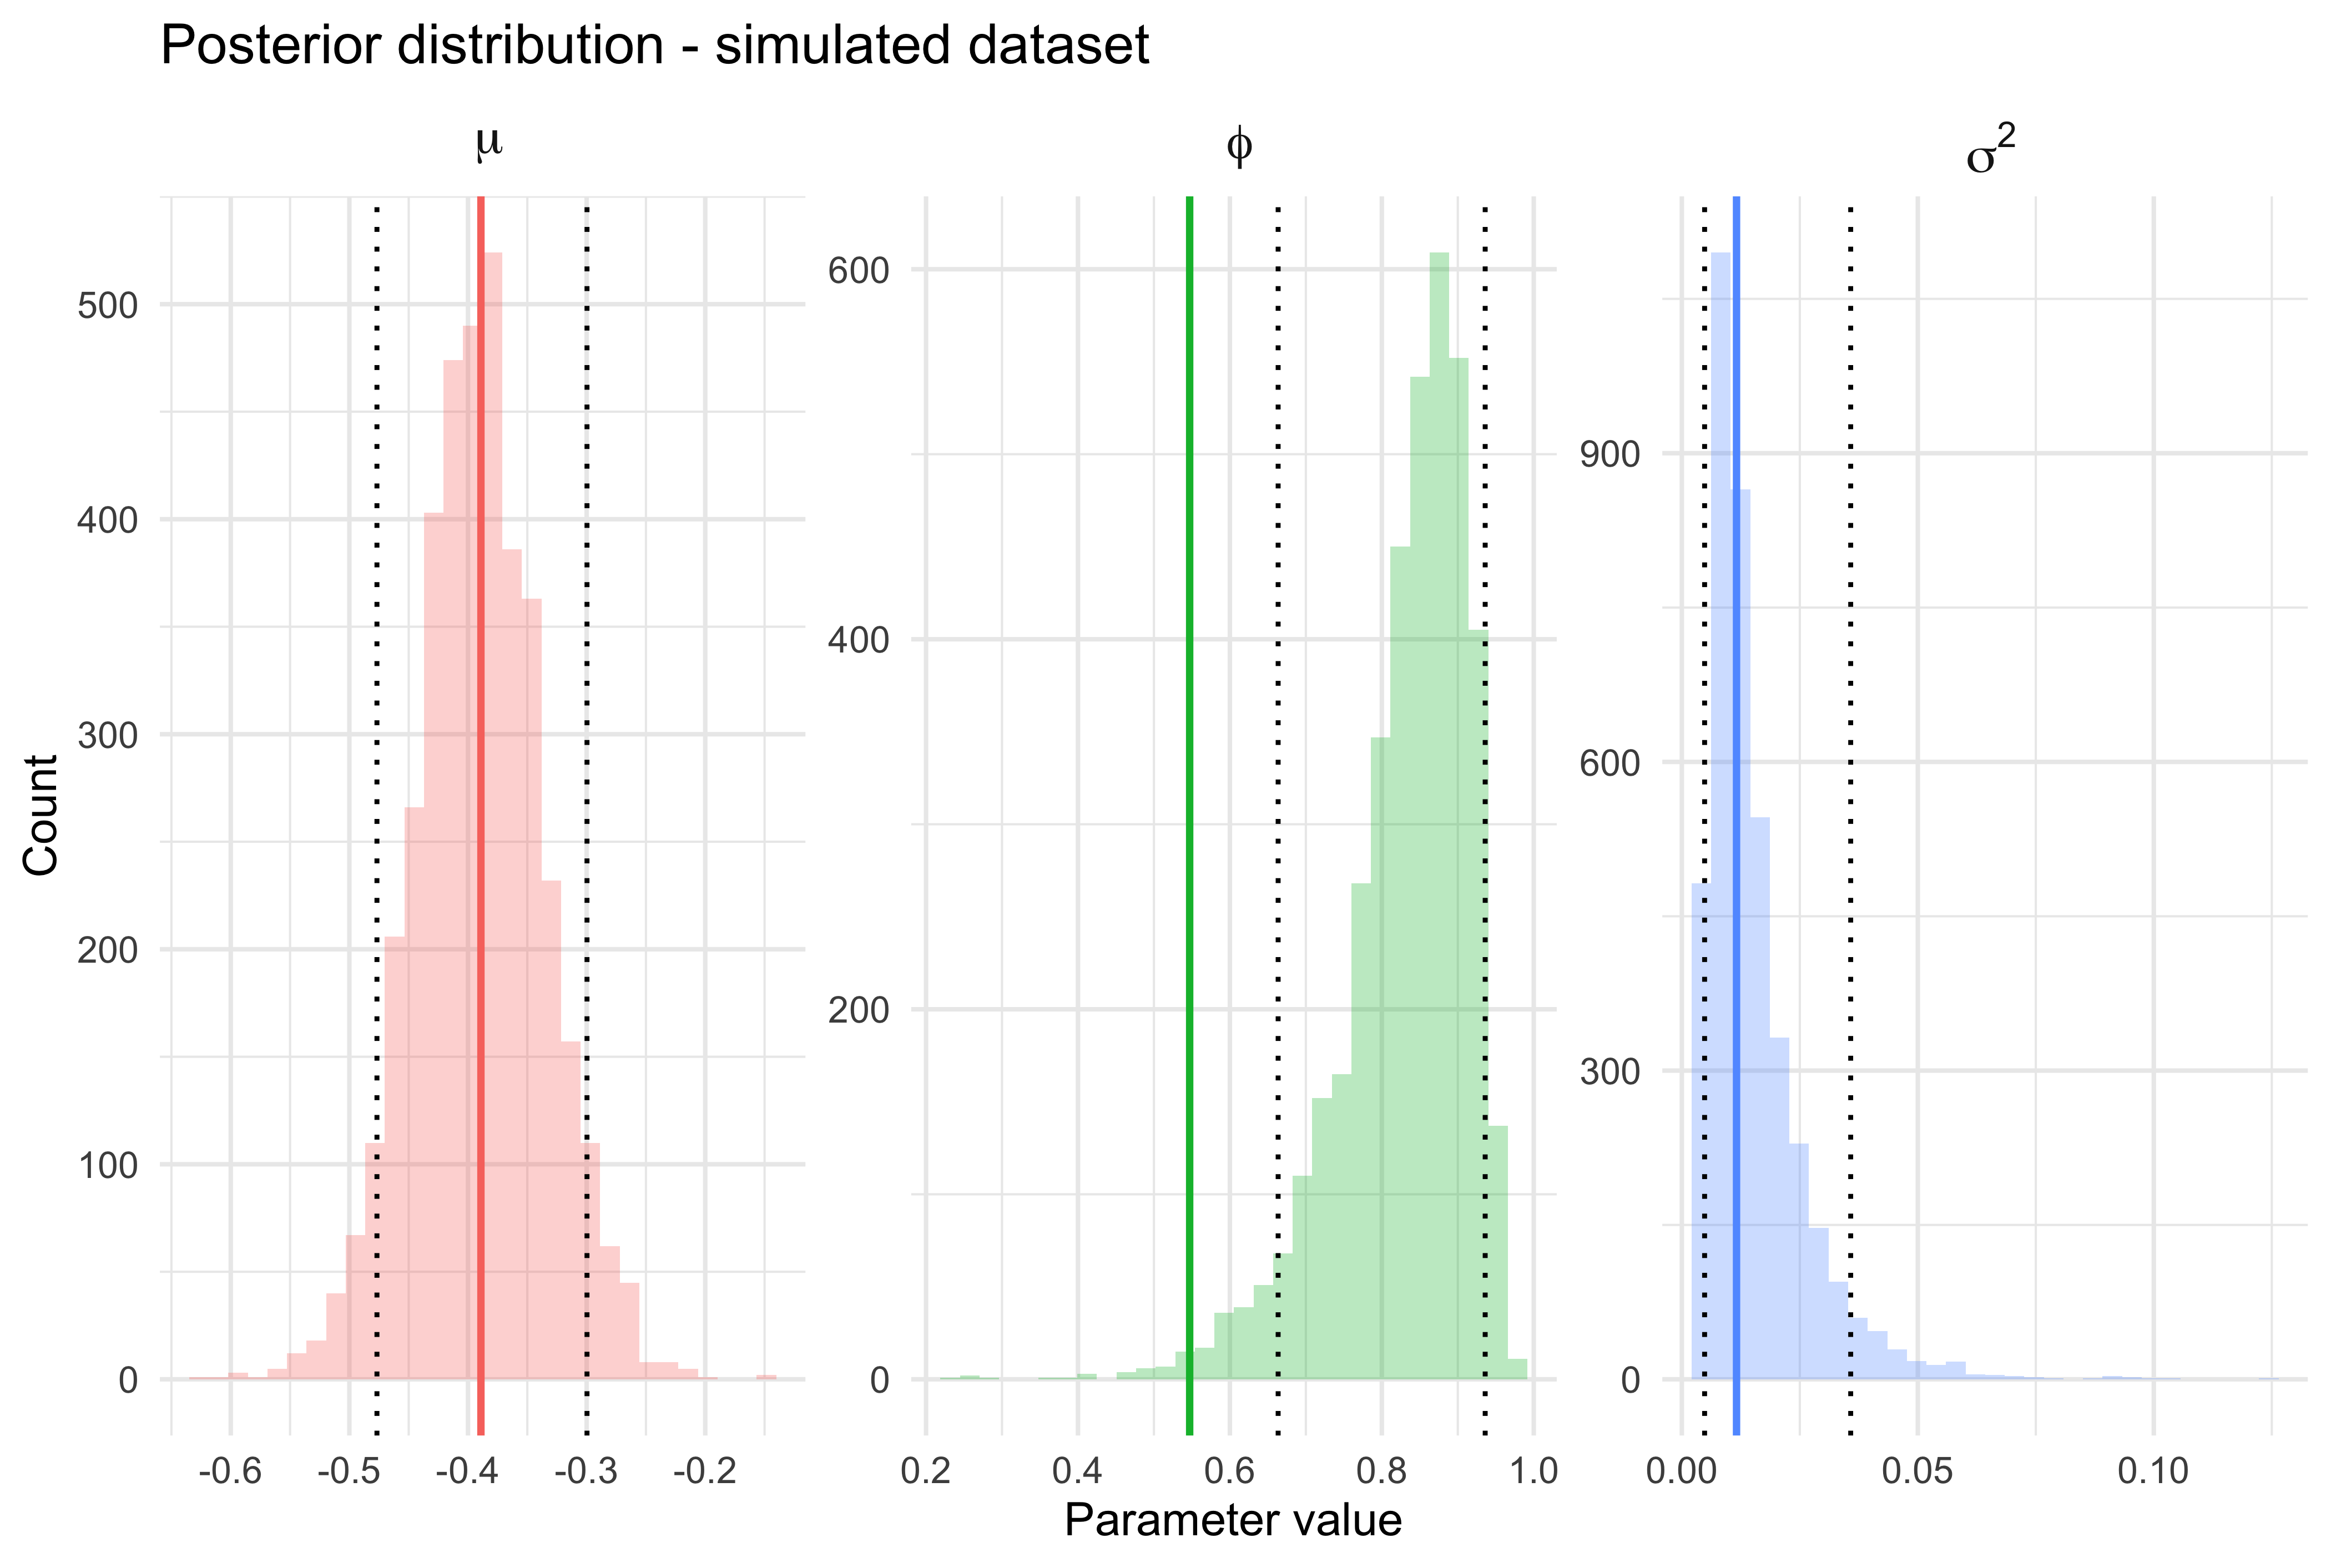 Posterior distribution - simulated dataset
μ
ϕ
σ²
Count
500
400
300
200
100
0
600
400
200
0
900
600
300
0
-0.6 -0.5 -0.4 -0.3 -0.2
0.2 0.4 0.6 0.8 1.0
0.00 0.05 0.10
Parameter value